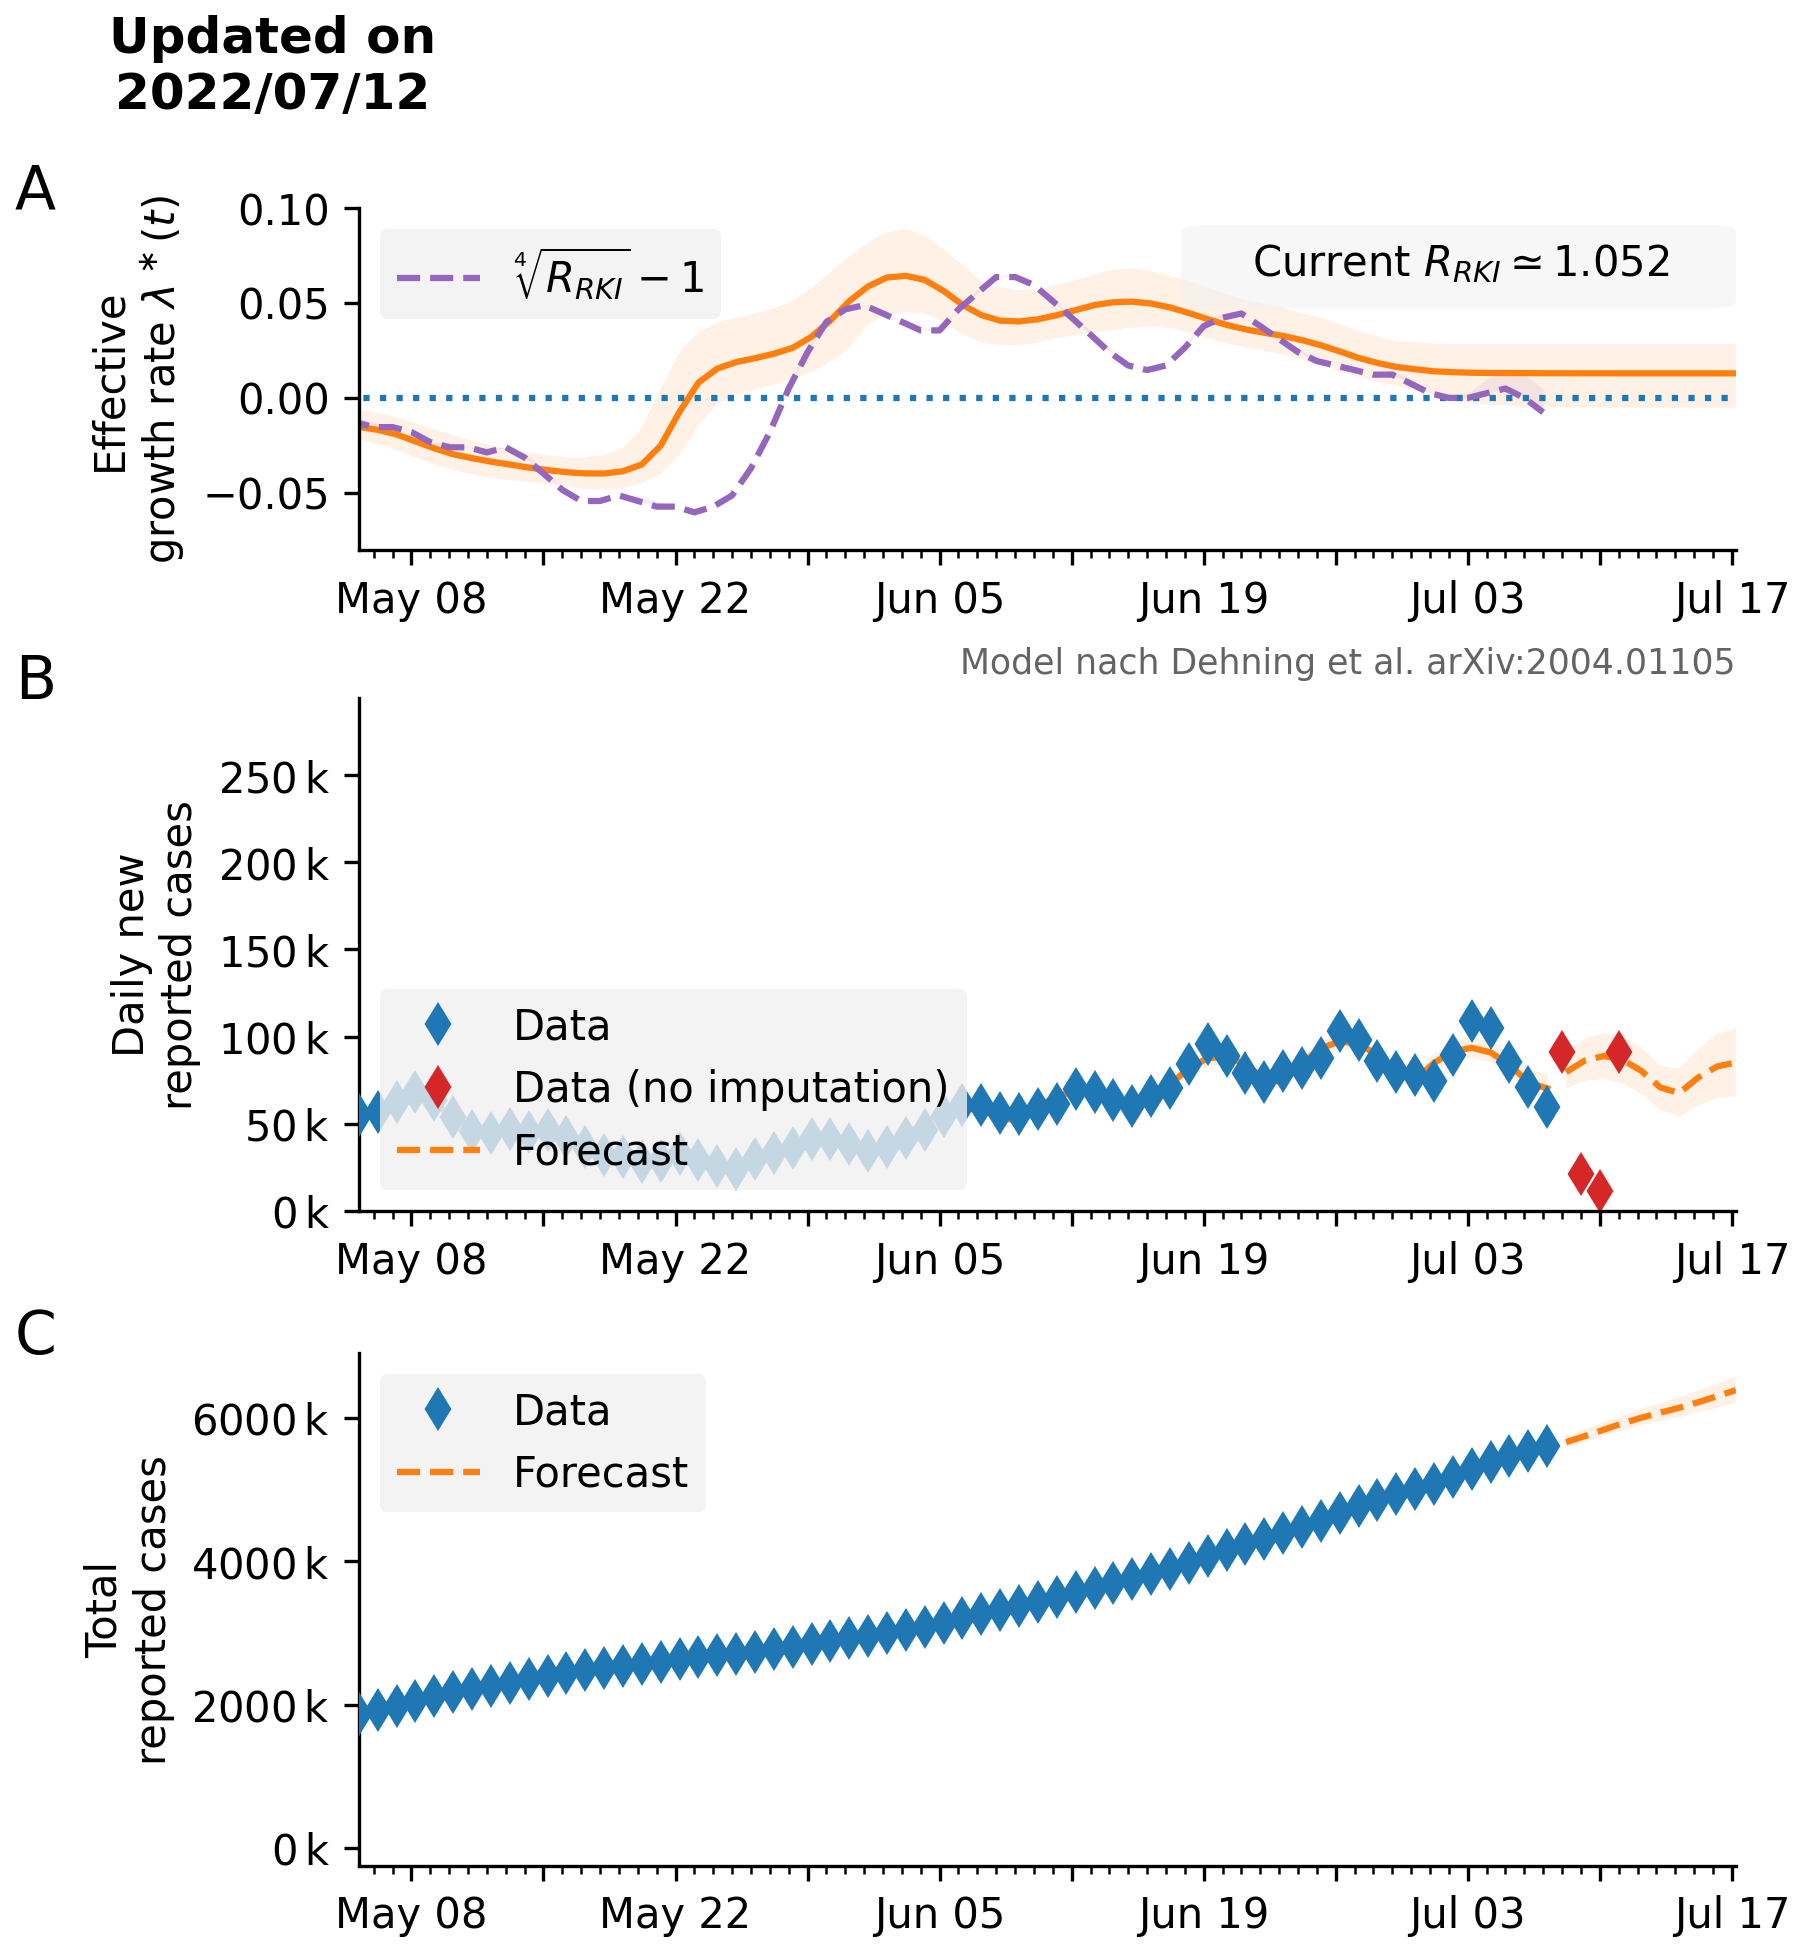 Updated on
2022/07/12
A
Effective
growth rate λ * (t)
0.10
0.05
0.00
−0.05
∜R_RKI − 1
Current R_RKI ≃ 1.052
May 08
May 22
Jun 05
Jun 19
Jul 03
Jul 17
Model nach Dehning et al. arXiv:2004.01105
B
Daily new
reported cases
250 k
200 k
150 k
100 k
50 k
0 k
Data
Data (no imputation)
Forecast
May 08
May 22
Jun 05
Jun 19
Jul 03
Jul 17
C
Total
reported cases
6000 k
4000 k
2000 k
0 k
Data
Forecast
May 08
May 22
Jun 05
Jun 19
Jul 03
Jul 17